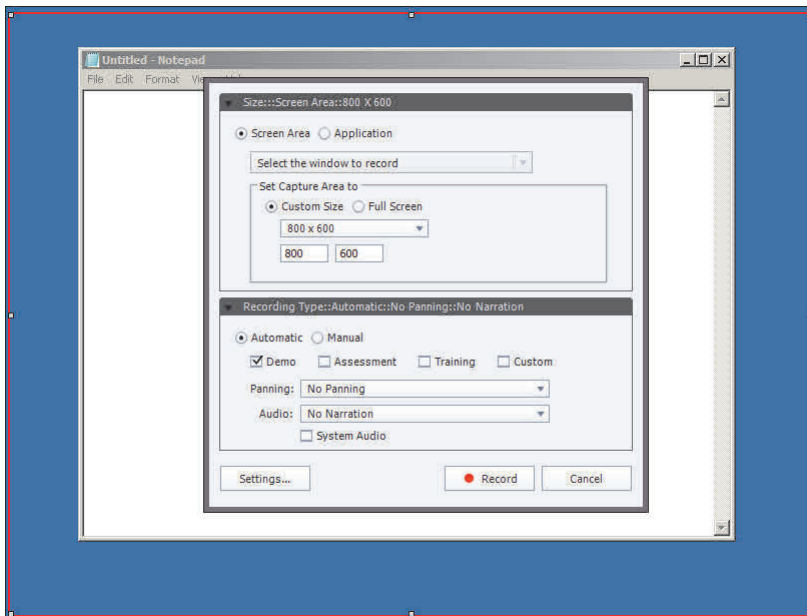 Untitled - Notepad
File Edit Format
Size:::Screen Area::800 X 600
Screen Area Application
Select the window to record
Set Capture Area to
Custom Size Full Screen
800 x 600
800 600
Recording Type::Automatic::No Panning::No Narration
Automatic Manual
Demo Assessment Training Custom
Panning: No Panning
Audio: No Narration
System Audio
Settings... Record Cancel